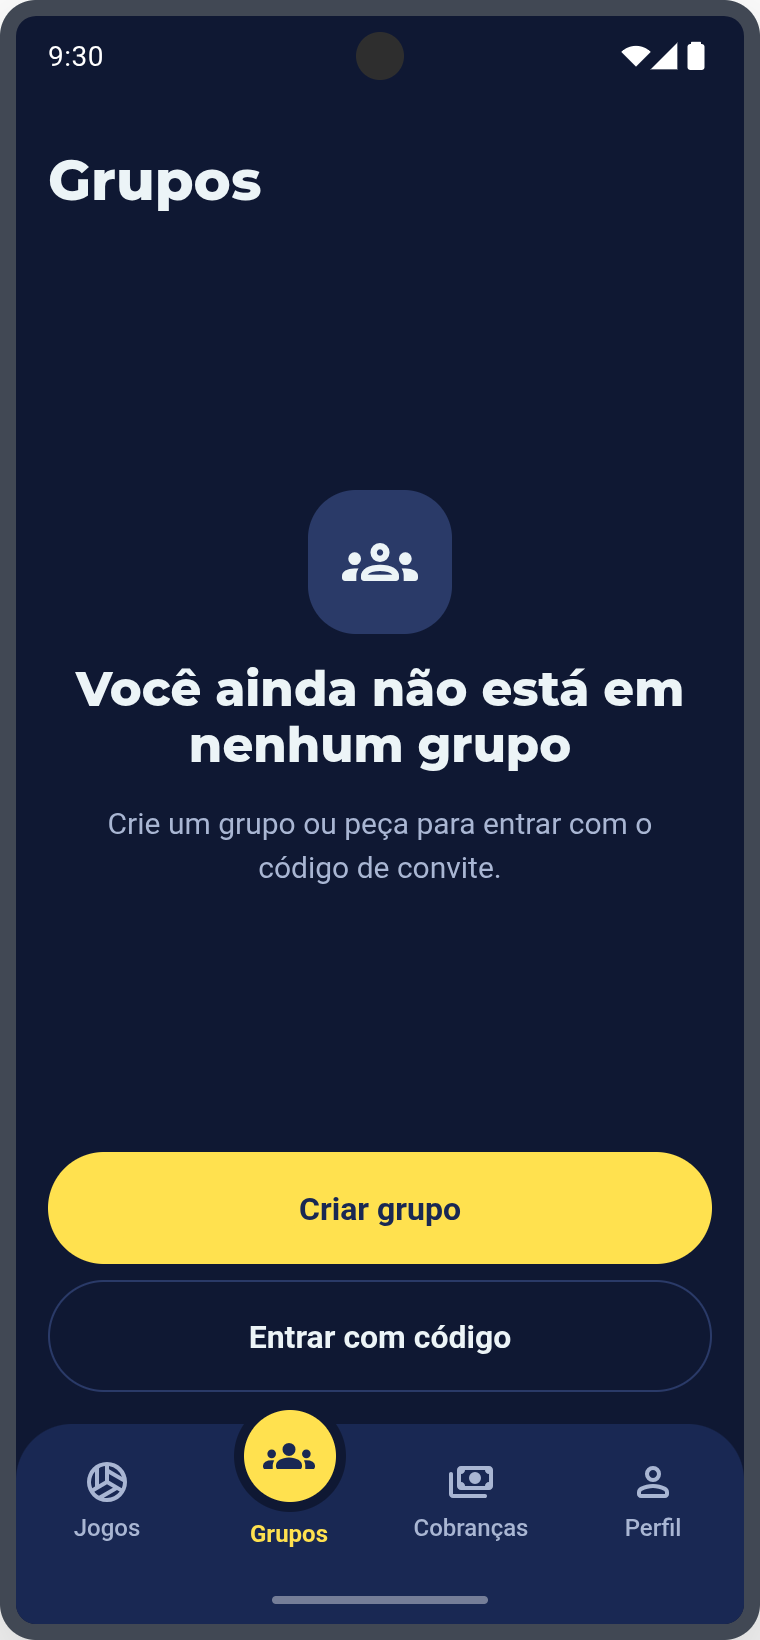 9:30
Grupos
Você ainda não está em
nenhum grupo
Crie um grupo ou peça para entrar com o
código de convite.
Criar grupo
Entrar com código
Jogos
Grupos
Cobranças
Perfil